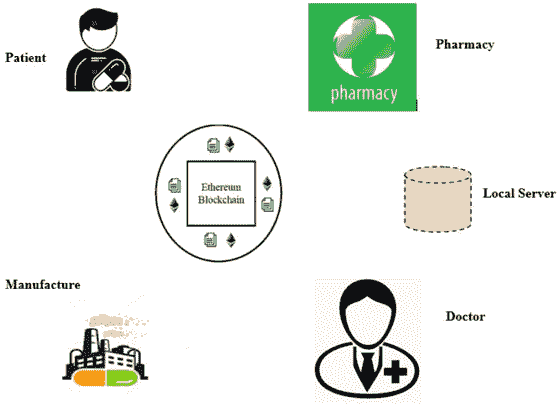 Patient
Pharmacy
pharmacy
Ethereum
Blockchain
Local Server
Manufacture
Doctor